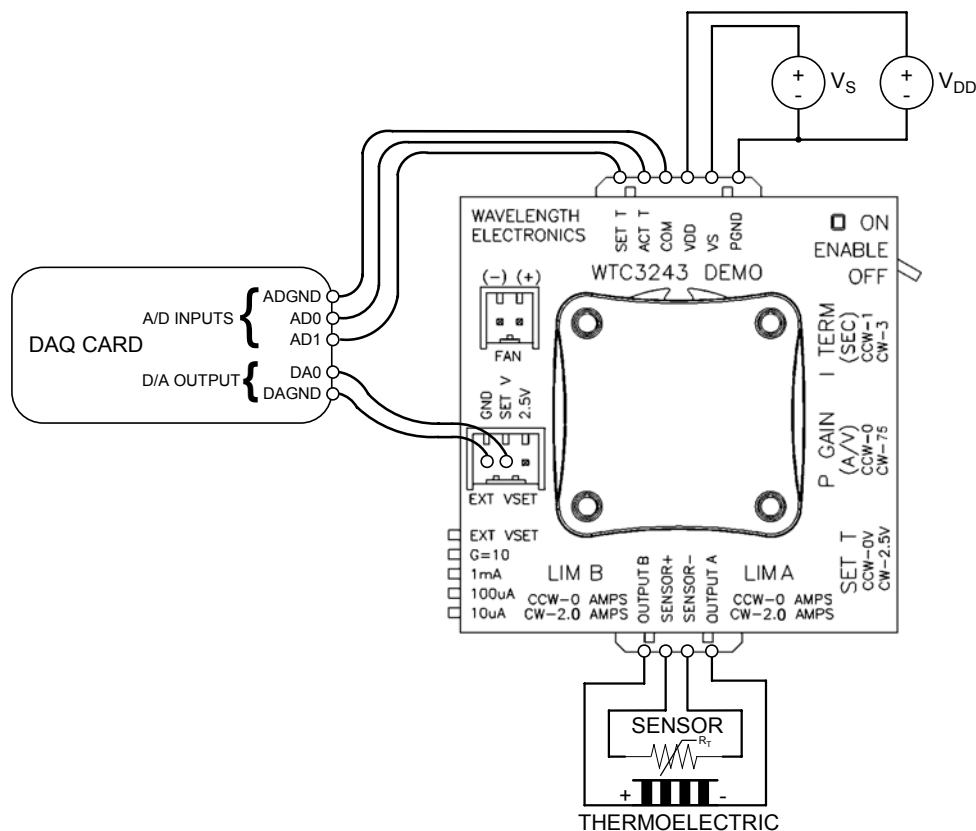 +
-
VS
+
-
VDD
WAVELENGTH
ELECTRONICS
SET T
ACT T
COM
VDD
VS
PGND
ON
ENABLE
OFF
(-) (+)
WTC3243 DEMO
FAN
I TERM
(SEC)
CCW-1
CW-3
DAQ CARD
A/D INPUTS
{
ADGND
AD0
AD1
D/A OUTPUT
{
DA0
DAGND
GND
SET V
2.5V
EXT VSET
P GAIN
(A/V)
CCW-0
CW-75
EXT VSET
G=10
1mA
100uA
10uA
LIM B
CCW-0 AMPS
CW-2.0 AMPS
OUTPUT B
SENSOR+
SENSOR-
OUTPUT A
LIM A
CCW-0 AMPS
CW-2.0 AMPS
SET T
CCW-0V
CW-2.5V
SENSOR
RT
+ -
THERMOELECTRIC